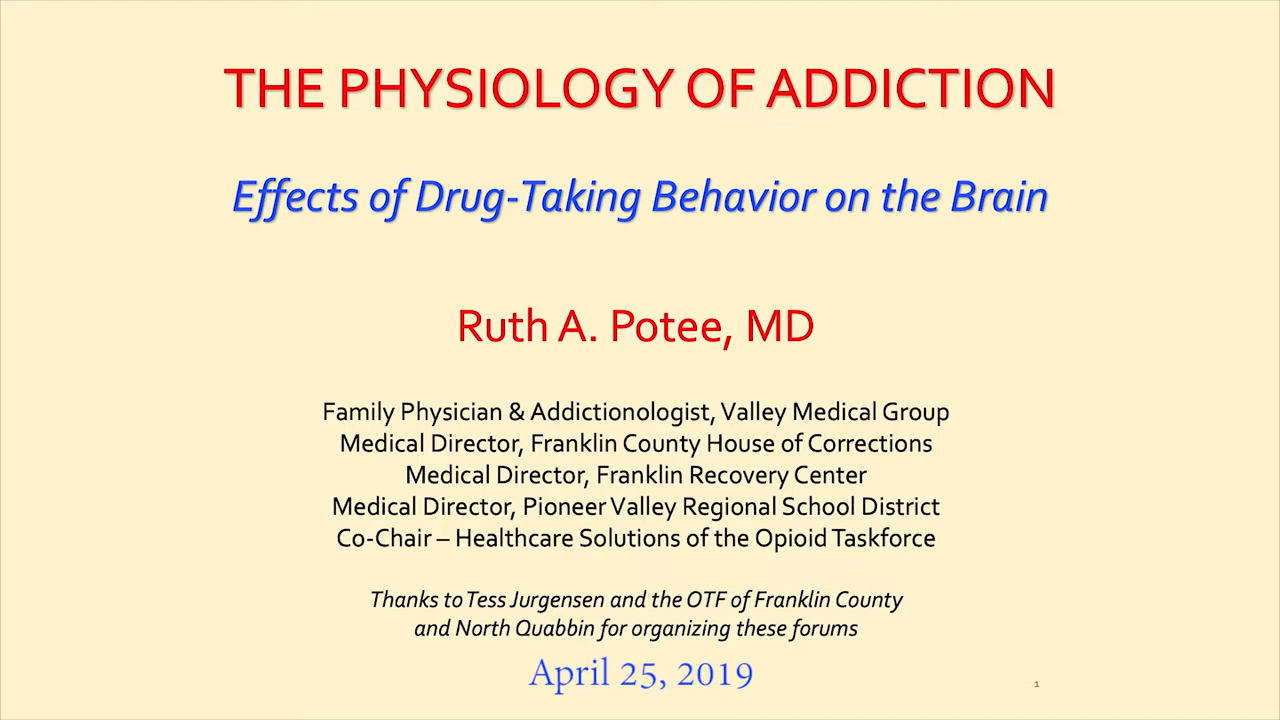 THE PHYSIOLOGY OF ADDICTION
Effects of Drug-Taking Behavior on the Brain
Ruth A. Potee, MD
Family Physician & Addictionologist, Valley Medical Group
Medical Director, Franklin County House of Corrections
Medical Director, Franklin Recovery Center
Medical Director, Pioneer Valley Regional School District
Co-Chair – Healthcare Solutions of the Opioid Taskforce
Thanks to Tess Jurgensen and the OTF of Franklin County
and North Quabbin for organizing these forums
April 25, 2019
1